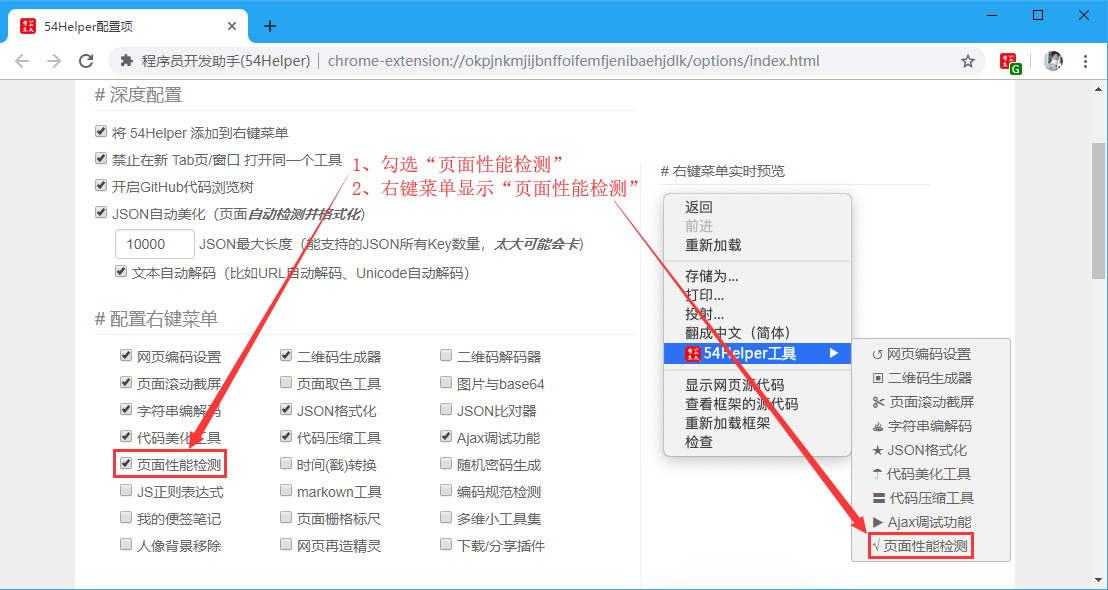 54Helper配置项
程序员开发助手(54Helper) | chrome-extension://okpjnkmjijbnffoifemfjenibaehjdlk/options/index.html
G
# 深度配置
将 54Helper 添加到右键菜单
禁止在新 Tab页/窗口 打开同一个工具
开启GitHub代码浏览树
JSON自动美化（页面自动检测并格式化）
10000 JSON最大长度（能支持的JSON所有Key数量，太大可能会卡）
文本自动解码（比如URL自动解码、Unicode自动解码）
1、勾选“页面性能检测”
2、右键菜单显示“页面性能检测”
# 配置右键菜单
网页编码设置 二维码生成器 二维码解码器
页面滚动截屏 页面取色工具 图片与base64
字符串编解码 JSON格式化 JSON比对器
代码美化工具 代码压缩工具 Ajax调试功能
页面性能检测 时间(戳)转换 随机密码生成
JS正则表达式 markown工具 编码规范检测
我的便签笔记 页面栅格标尺 多维小工具集
人像背景移除 网页再造精灵 下载/分享插件
# 右键菜单实时预览
返回
前进
重新加载
存储为...
打印...
投射...
翻成中文（简体）
54Helper工具
显示网页源代码
查看框架的源代码
重新加载框架
检查
网页编码设置
二维码生成器
页面滚动截屏
字符串编解码
JSON格式化
代码美化工具
代码压缩工具
Ajax调试功能
√ 页面性能检测